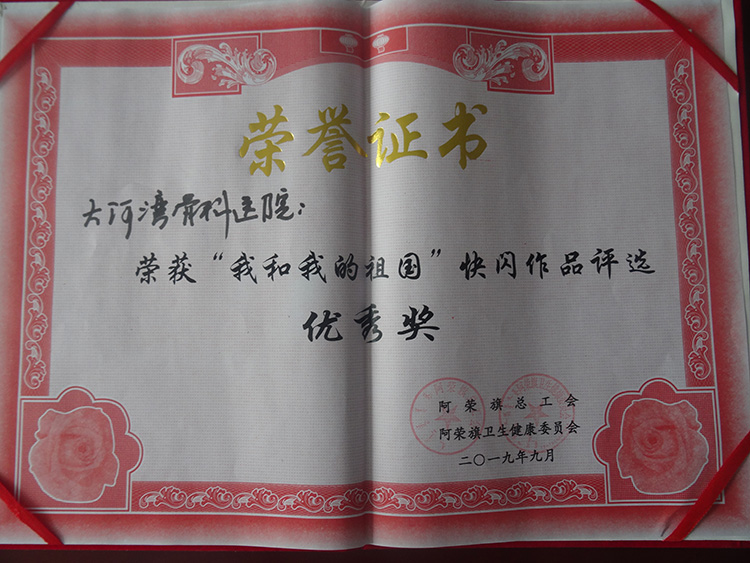 荣誉证书
大河湾骨科医院：
荣获“我和我的祖国”快闪作品评选
优秀奖
阿荣旗总工会
阿荣旗卫生健康委员会
二〇一九年九月